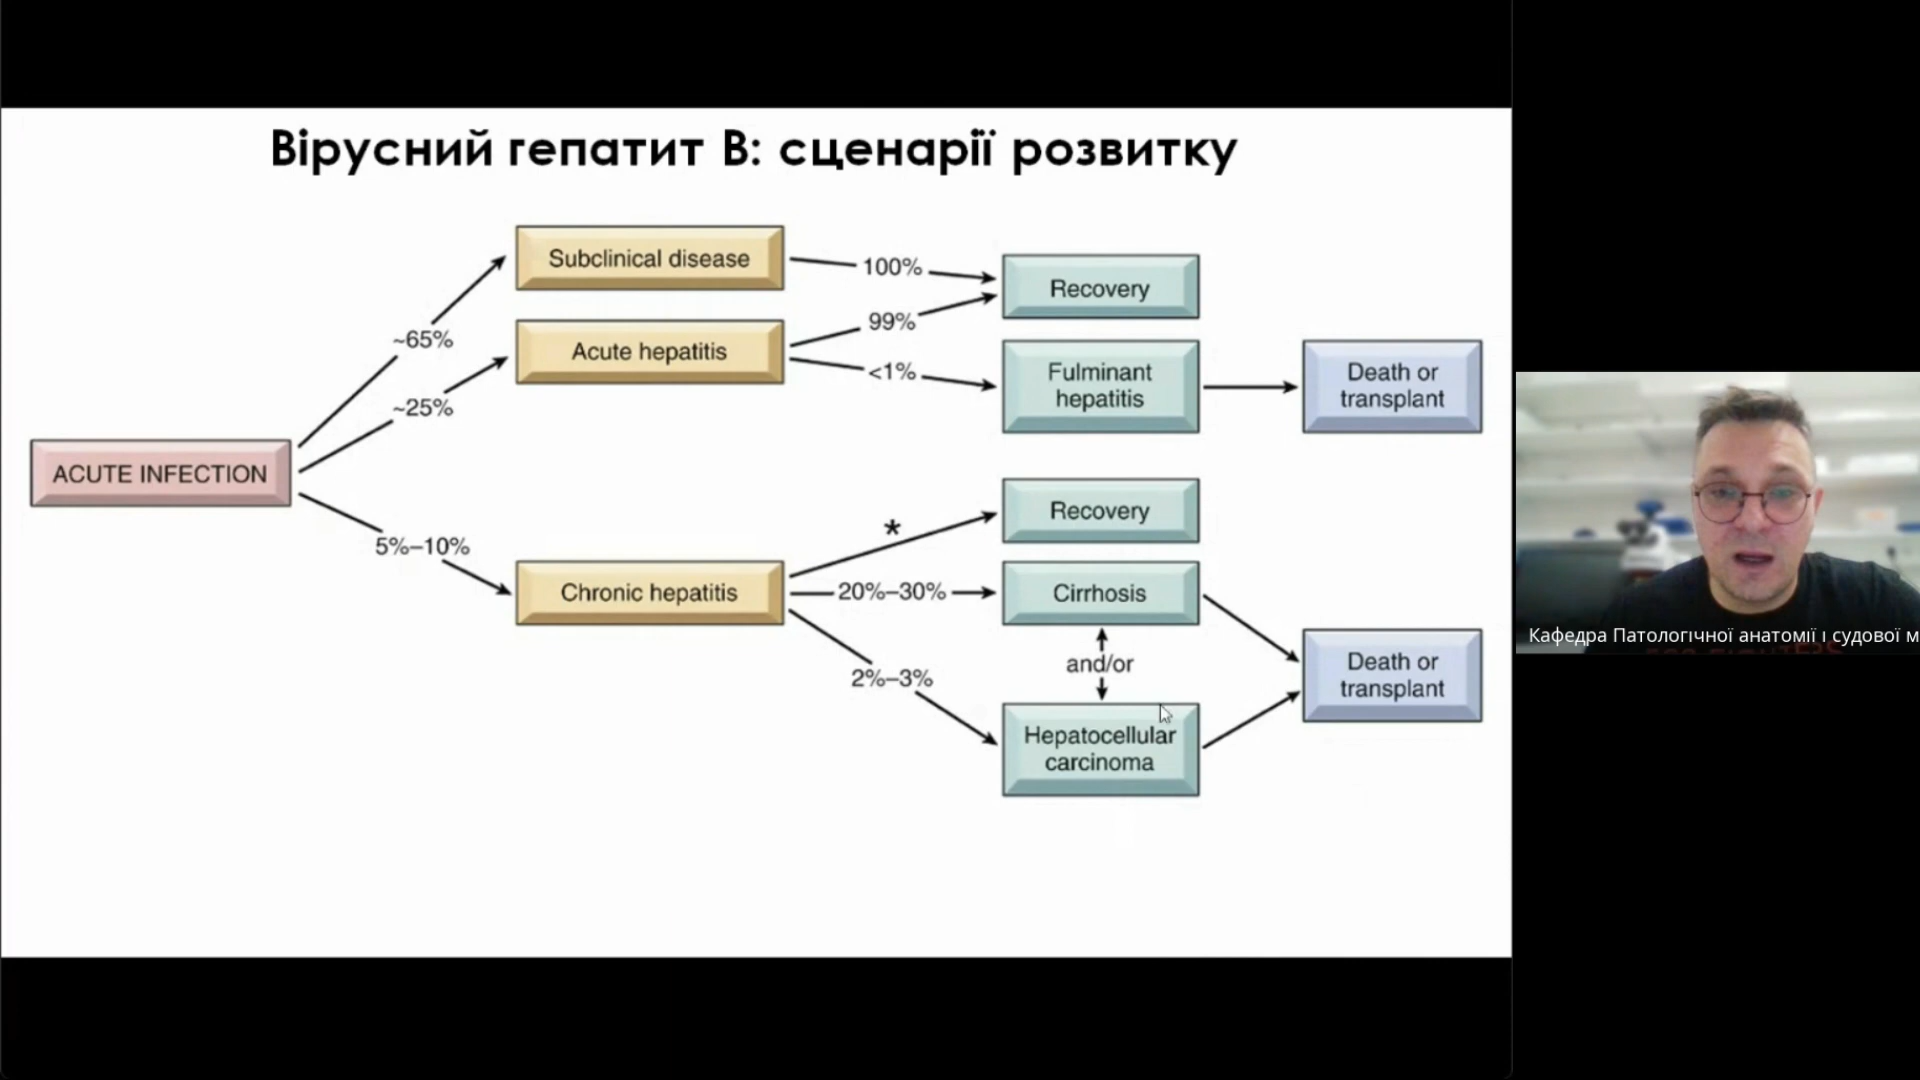 Вірусний гепатит В: сценарії розвитку
Subclinical disease
100%
Recovery
~65%
99%
Acute hepatitis
<1%
Fulminant
hepatitis
Death or
transplant
~25%
ACUTE INFECTION
5%–10%
*
Recovery
Chronic hepatitis
20%–30%
Cirrhosis
and/or
2%–3%
Death or
transplant
Hepatocellular
carcinoma
Кафедра Патологічної анатомії і судової м